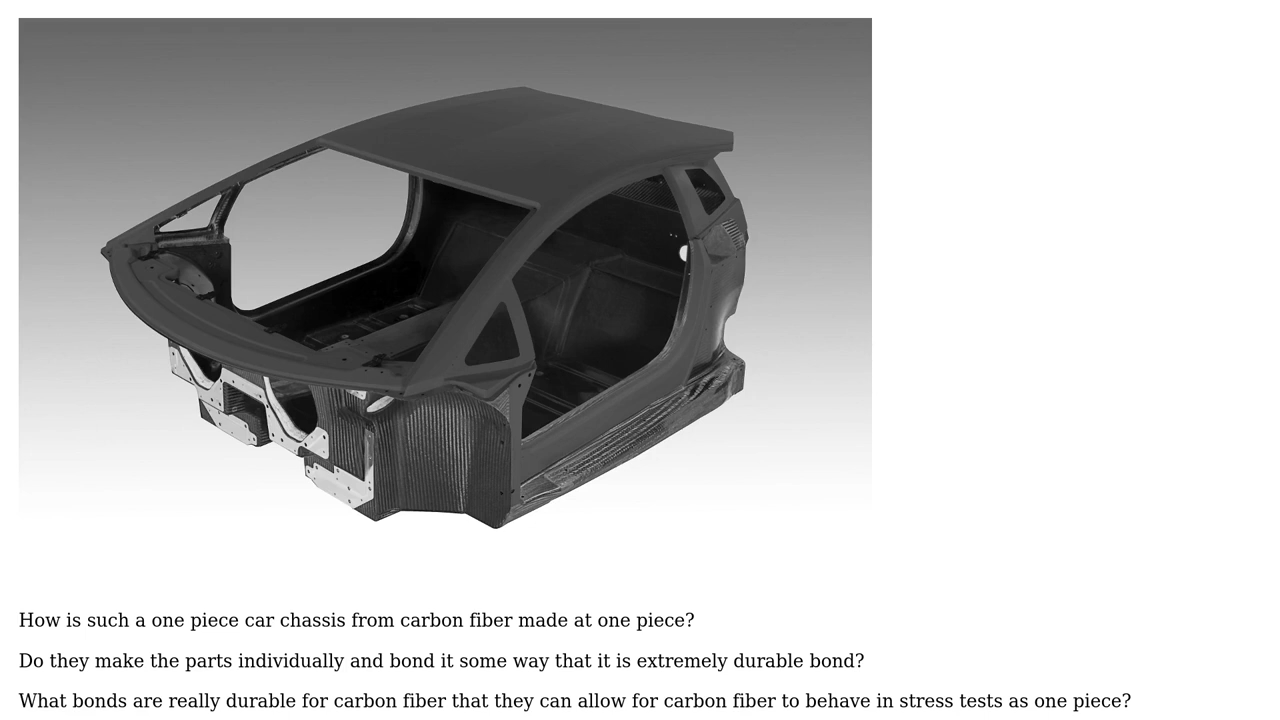 How is such a one piece car chassis from carbon fiber made at one piece?
Do they make the parts individually and bond it some way that it is extremely durable bond?
What bonds are really durable for carbon fiber that they can allow for carbon fiber to behave in stress tests as one piece?